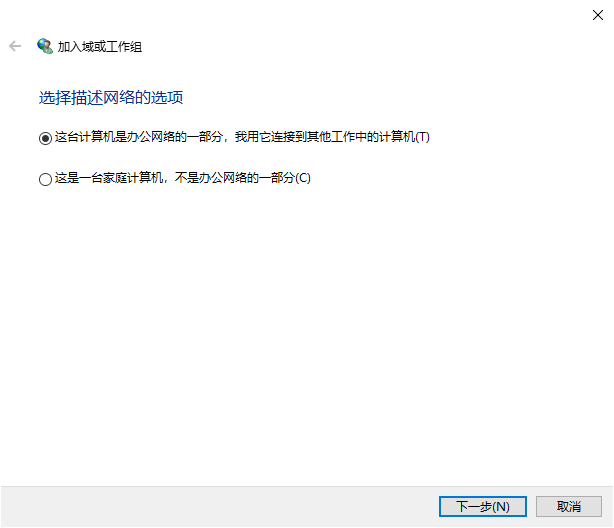 加入域或工作组
选择描述网络的选项
这台计算机是办公网络的一部分，我用它连接到其他工作中的计算机(T)
这是一台家庭计算机，不是办公网络的一部分(C)
下一步(N)
取消